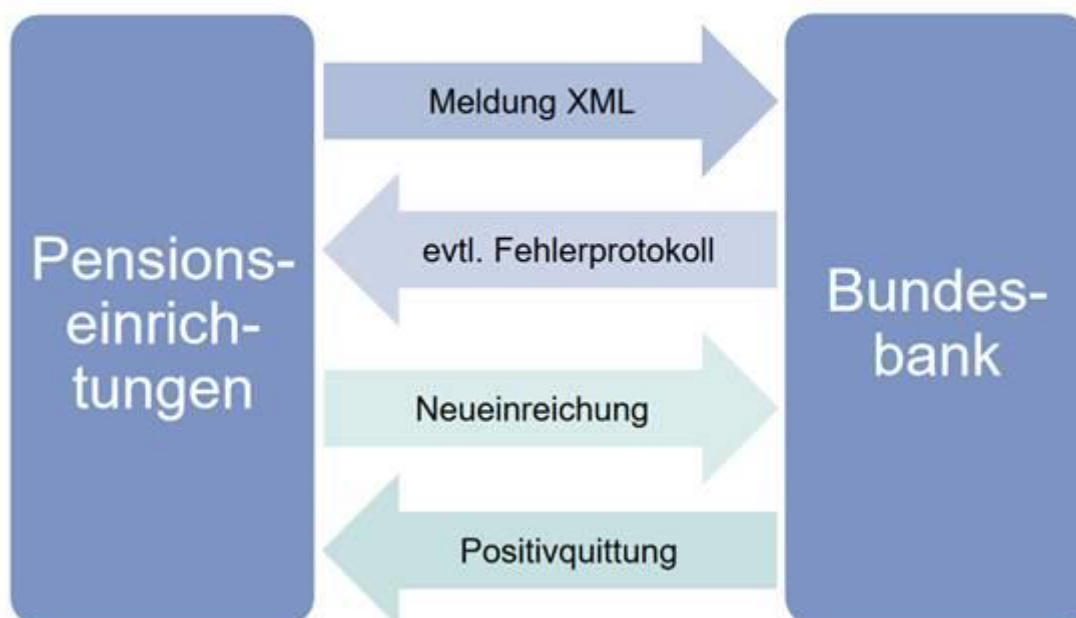 Pensions-
einrich-
tungen
Meldung XML
evtl. Fehlerprotokoll
Neueinreichung
Positivquittung
Bundes-
bank